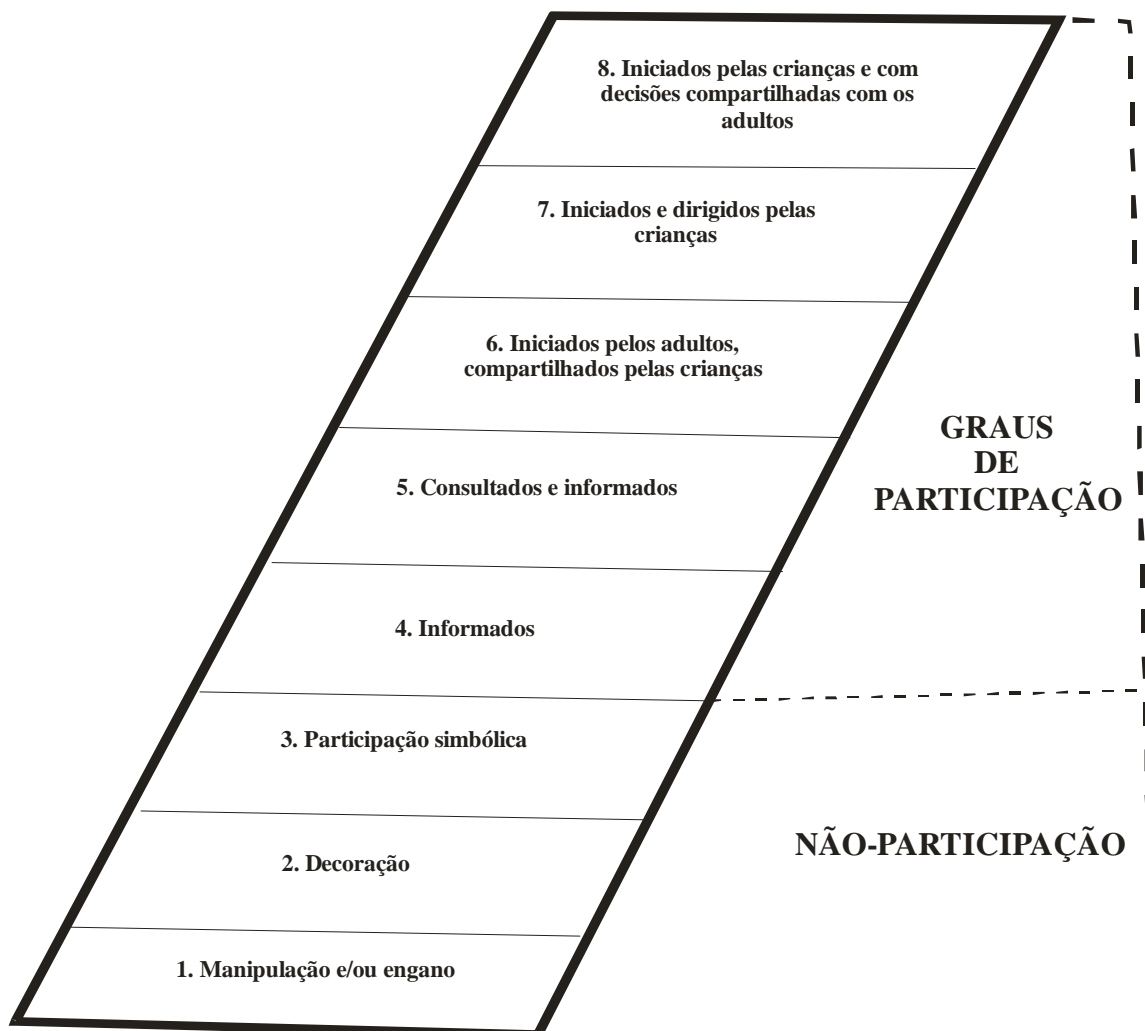 8. Iniciados pelas crianças e com
decisões compartilhadas com os
adultos
7. Iniciados e dirigidos pelas
crianças
6. Iniciados pelos adultos,
compartilhados pelas crianças
5. Consultados e informados
GRAUS
DE
PARTICIPAÇÃO
4. Informados
3. Participação simbólica
2. Decoração
NÃO-PARTICIPAÇÃO
1. Manipulação e/ou engano